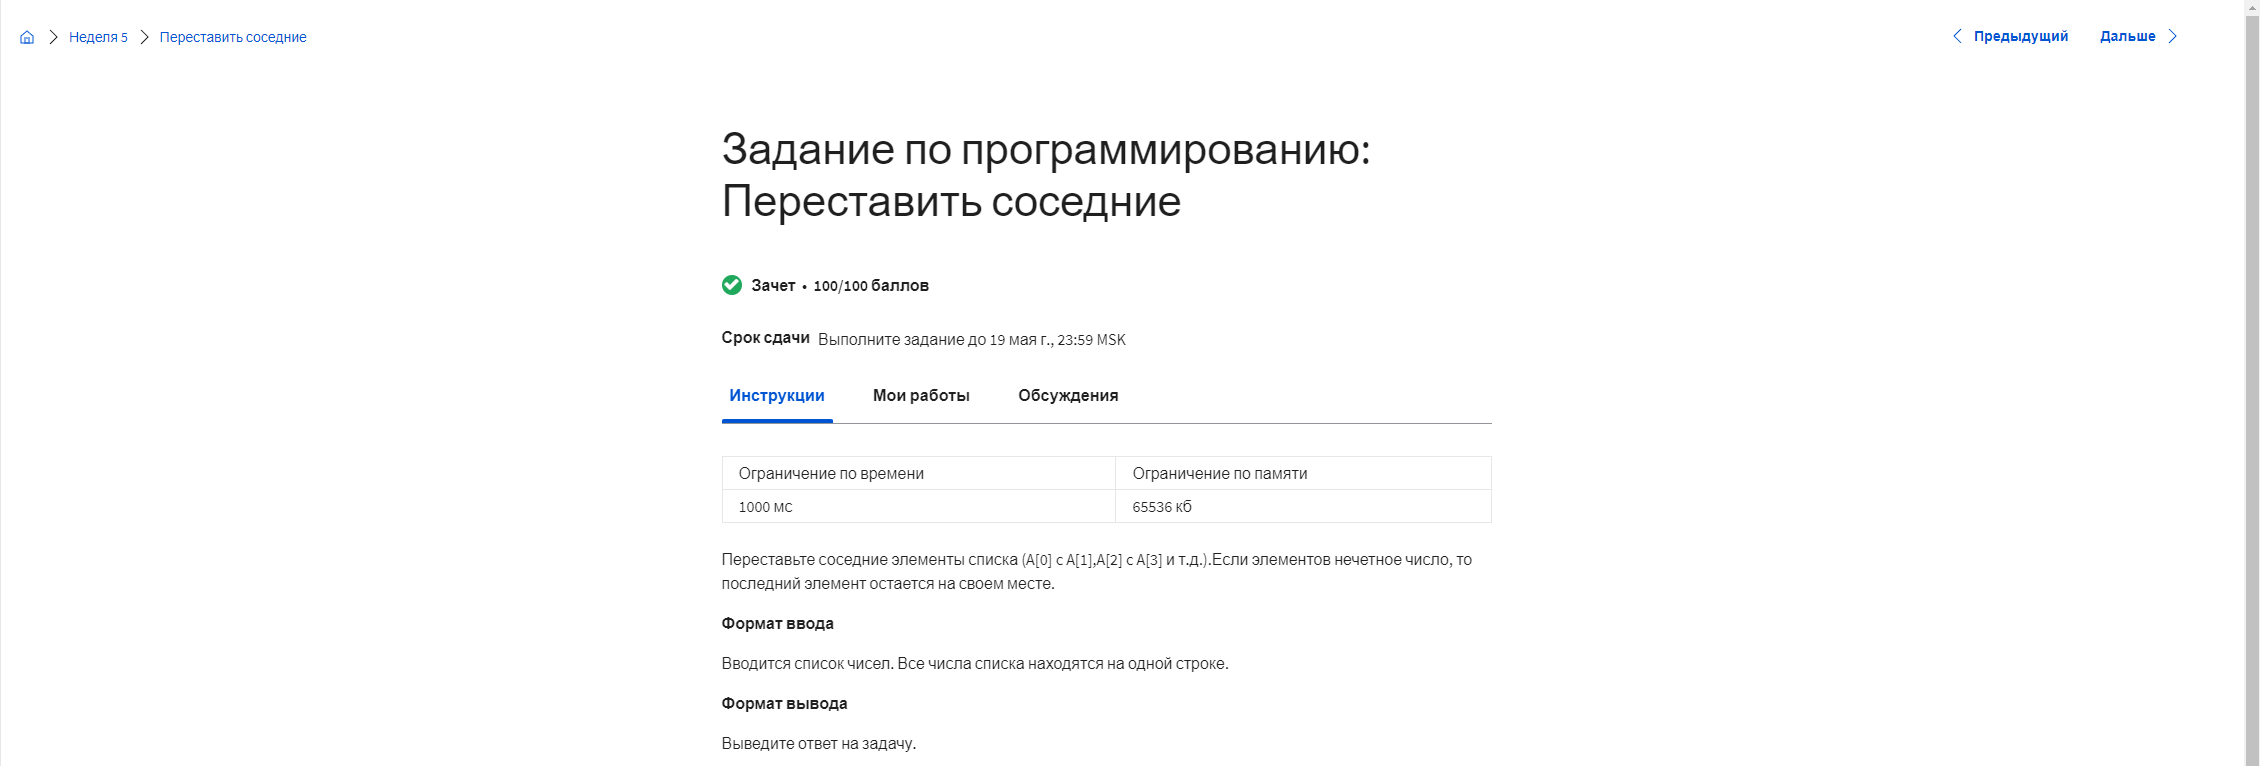 Неделя 5 Переставить соседние
Предыдущий Дальше
Задание по программированию:
Переставить соседние
Зачет • 100/100 баллов
Срок сдачи Выполните задание до 19 мая г., 23:59 MSK
Инструкции Мои работы Обсуждения
Ограничение по времени Ограничение по памяти
1000 мс 65536 кб
Переставьте соседние элементы списка (A[0] c A[1],A[2] c A[3] и т.д.).Если элементов нечетное число, то
последний элемент остается на своем месте.
Формат ввода
Вводится список чисел. Все числа списка находятся на одной строке.
Формат вывода
Выведите ответ на задачу.